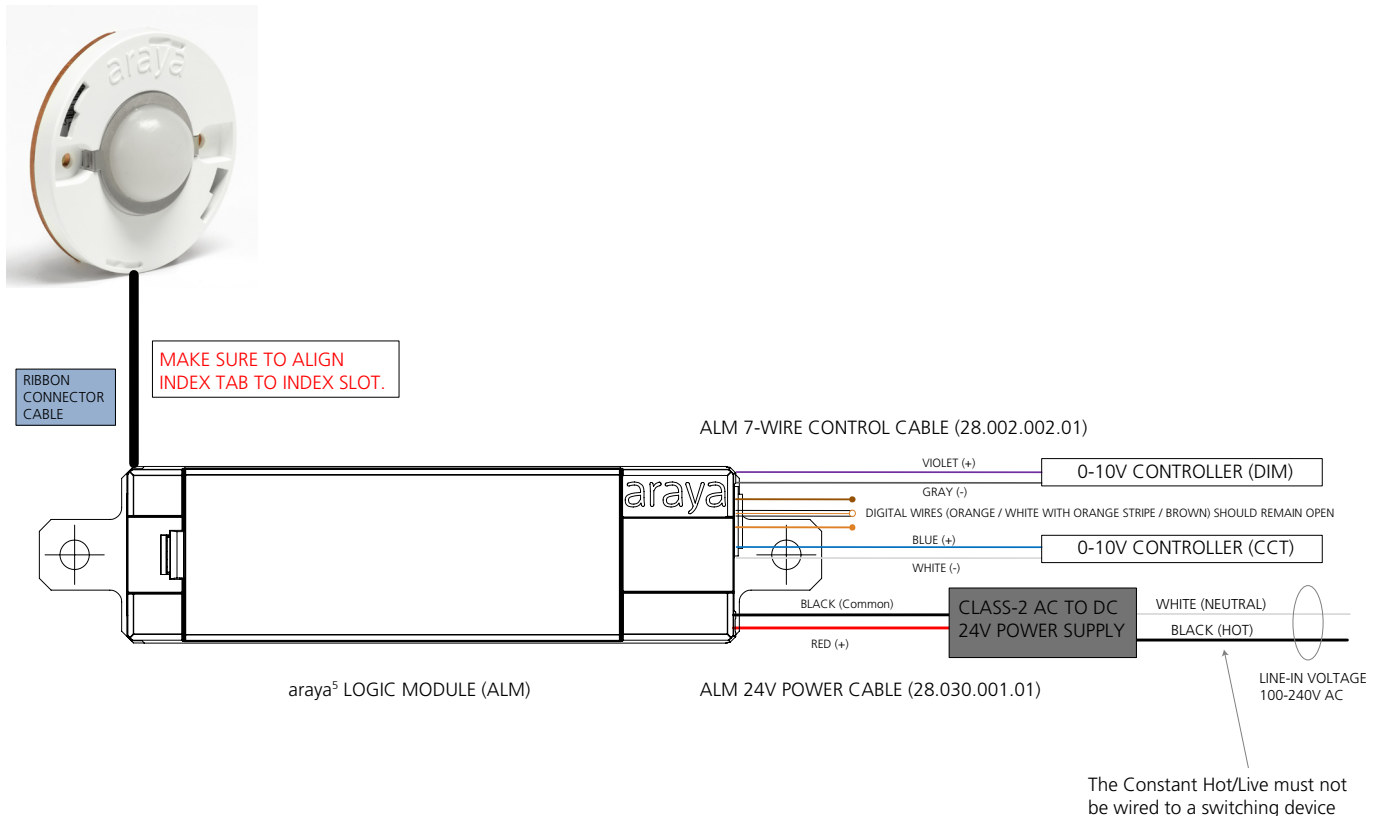 araya
MAKE SURE TO ALIGN
INDEX TAB TO INDEX SLOT.
RIBBON
CONNECTOR
CABLE
ALM 7-WIRE CONTROL CABLE (28.002.002.01)
VIOLET (+)
0-10V CONTROLLER (DIM)
GRAY (-)
araya
DIGITAL WIRES (ORANGE / WHITE WITH ORANGE STRIPE / BROWN) SHOULD REMAIN OPEN
BLUE (+)
0-10V CONTROLLER (CCT)
WHITE (-)
BLACK (Common)
RED (+)
CLASS-2 AC TO DC
24V POWER SUPPLY
WHITE (NEUTRAL)
BLACK (HOT)
LINE-IN VOLTAGE
100-240V AC
araya⁵ LOGIC MODULE (ALM)
ALM 24V POWER CABLE (28.030.001.01)
The Constant Hot/Live must not
be wired to a switching device